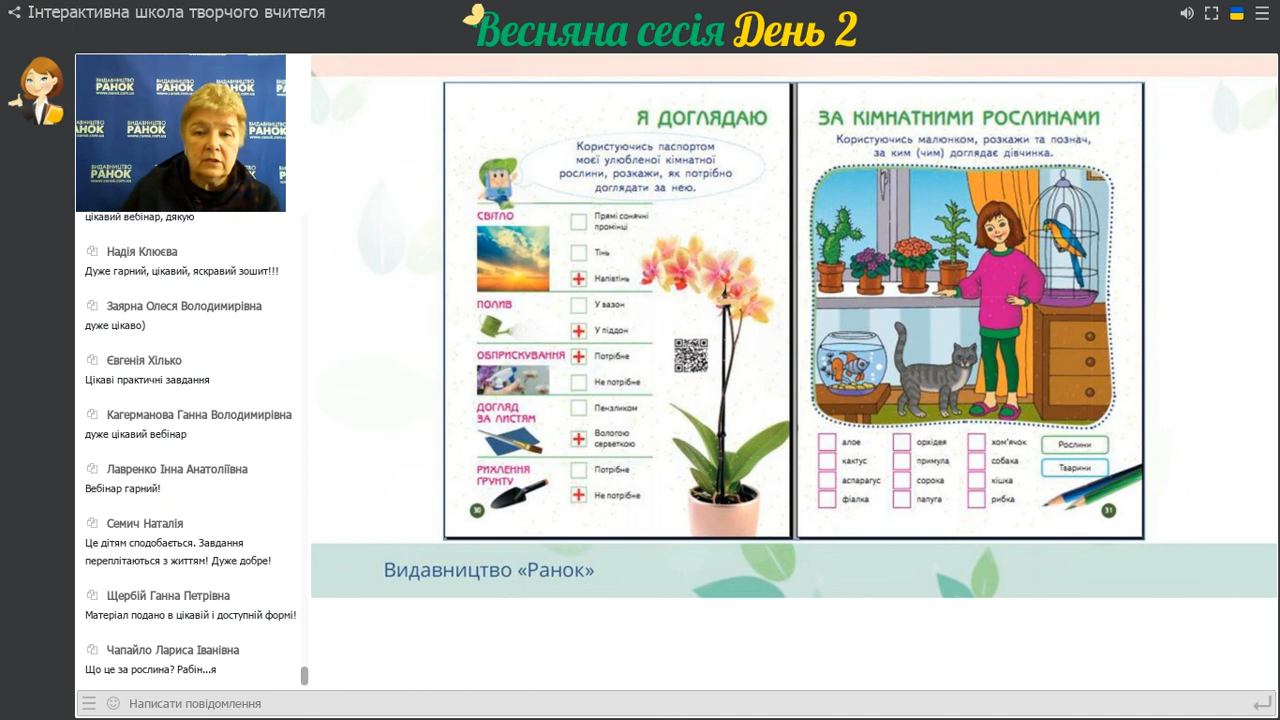 Інтерактивна школа творчого вчителя
Весняна сесія День 2
ВИДАВНИЦТВО
РАНОК
цікавий вебінар, дякую
Надія Клюєва
Дуже гарний, цікавий, яскравий зошит!!!
Заярна Олеся Володимирівна
дуже цікаво)
Євгенія Хілько
Цікаві практичні завдання
Кагерманова Ганна Володимирівна
дуже цікавий вебінар
Лавренко Інна Анатоліївна
Вебінар гарний!
Семич Наталія
Це дітям сподобається. Завдання
переплітаються з життям! Дуже добре!
Щербій Ганна Петрівна
Матеріал подано в цікавій і доступній формі!
Чапайло Лариса Іванівна
Що це за рослина? Рабін...я
Написати повідомлення
Я ДОГЛЯДАЮ
Користуючись паспортом
моєї улюбленої кімнатної
рослини, розкажи, як потрібно
доглядати за нею.
СВІТЛО
Прямі сонячні
промінці
Тінь
Напівтінь
ПОЛИВ
У вазон
У піддон
ОБПРИСКУВАННЯ
Потрібне
Не потрібне
ДОГЛЯД
ЗА ЛИСТЯМ
Пензликом
Вологою
серветкою
РИХЛЕННЯ
ҐРУНТУ
Потрібне
Не потрібне
30
ЗА КІМНАТНИМИ РОСЛИНАМИ
Користуючись малюнком, розкажи та познач,
за ким (чим) доглядає дівчинка.
алое
орхідея
хом'ячок
Рослини
кактус
примула
собака
Тварини
аспарагус
сорока
кішка
фіалка
папуга
рибка
31
Видавництво «Ранок»